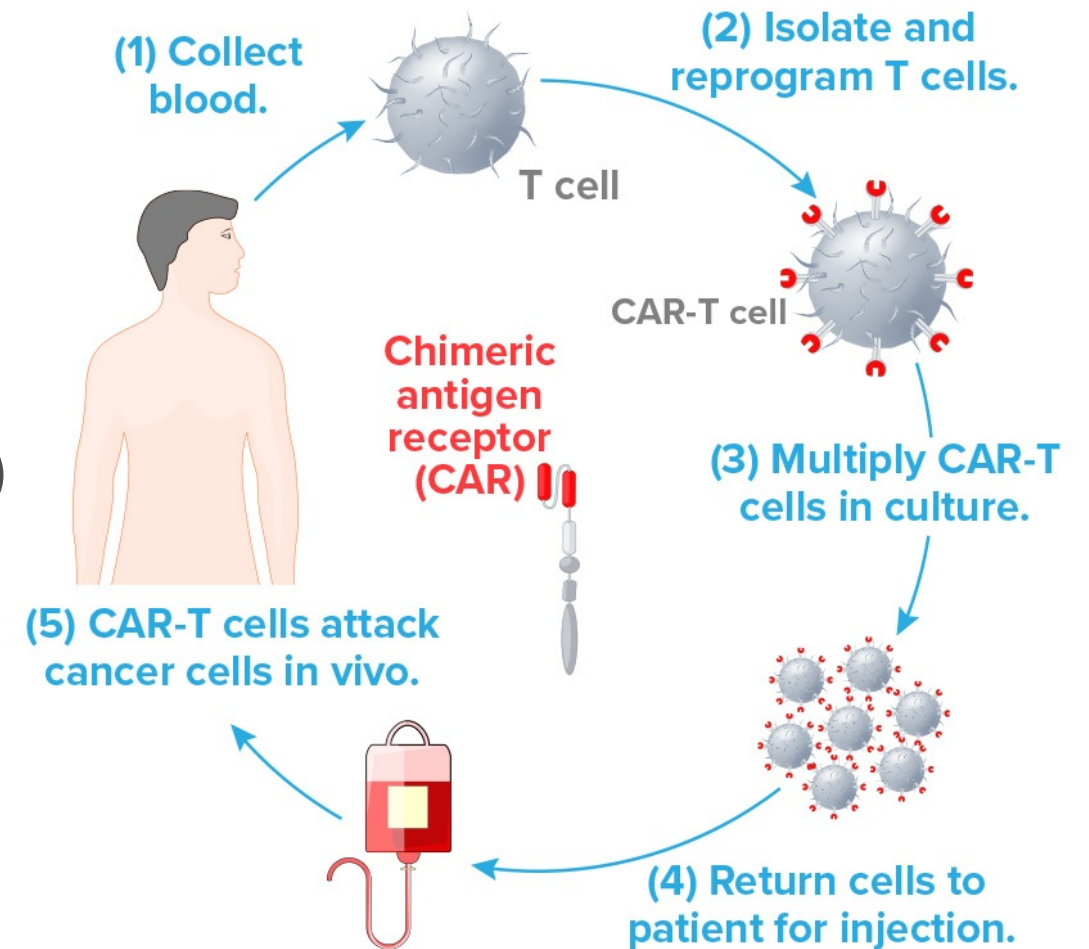 (1) Collect
blood.
T cell
(2) Isolate and
reprogram T cells.
CAR-T cell
Chimeric
antigen
receptor
(CAR)
(3) Multiply CAR-T
cells in culture.
(4) Return cells to
patient for injection.
(5) CAR-T cells attack
cancer cells in vivo.